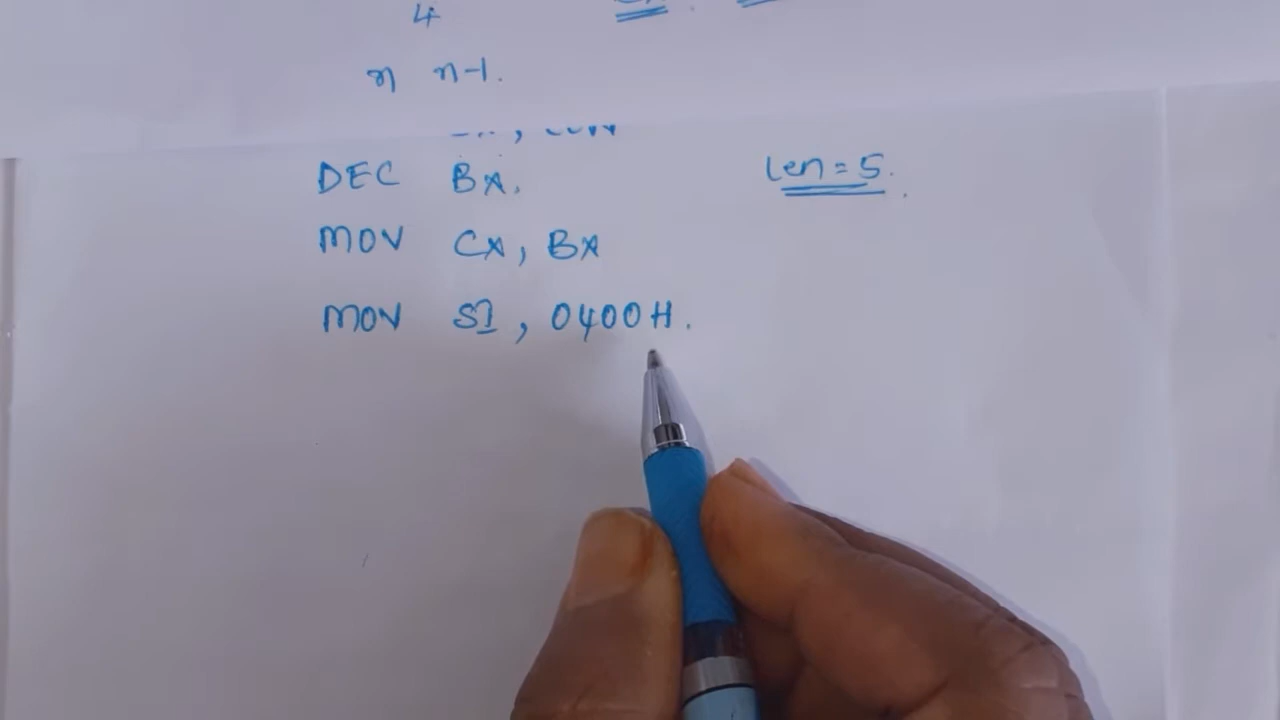 4
n n-1.
DEC BX.
len = 5.
MOV CX, BX
MOV SI, 0400H.